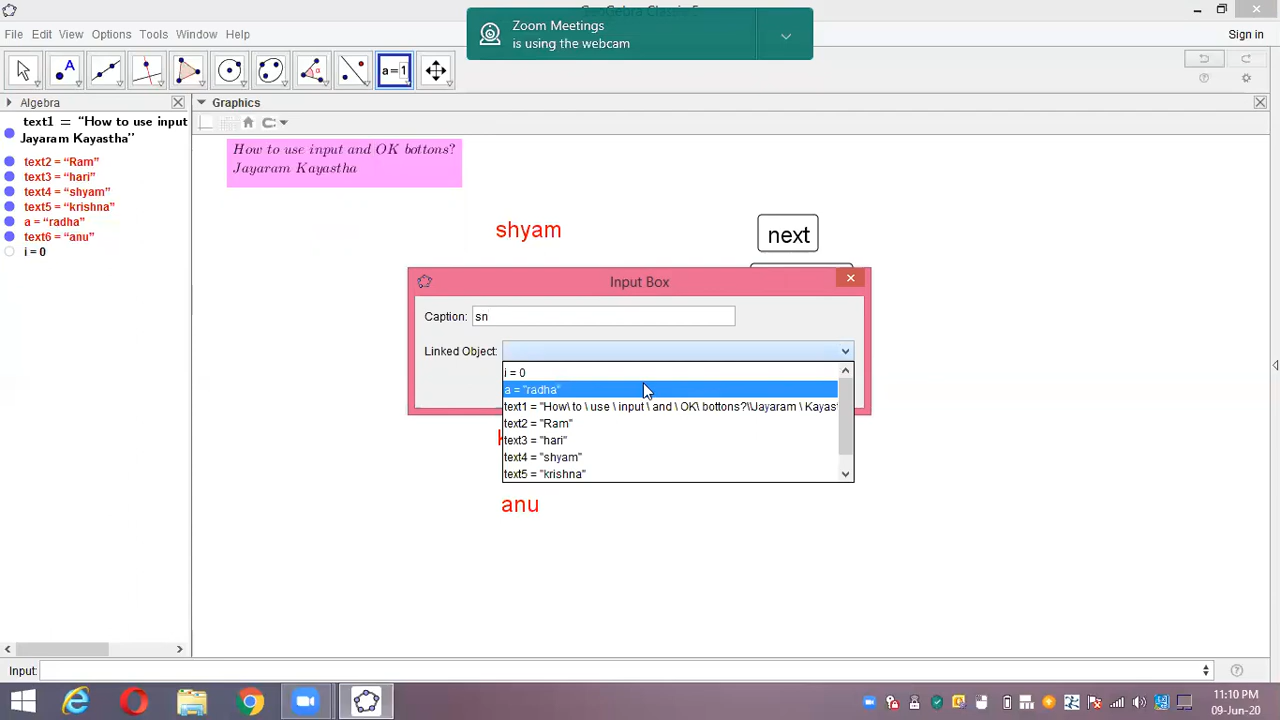 Zoom Meetings
is using the webcam
File Edit View Options Tools Window Help
Sign in
a=1
Algebra
Graphics
text1 = “How to use input
Jayaram Kayastha”
text2 = “Ram”
text3 = “hari”
text4 = “shyam”
text5 = “krishna”
a = “radha”
text6 = “anu”
i = 0
How to use input and OK bottons?
Jayaram Kayastha
shyam
next
Input Box
Caption: sn
Linked Object:
i = 0
a = "radha"
text1 = "How\ to \ use \ input \ and \ OK\ bottons?\\Jayaram \ Kayast
text2 = "Ram"
text3 = "hari"
text4 = "shyam"
text5 = "krishna"
anu
Input:
11:10 PM
09-Jun-20